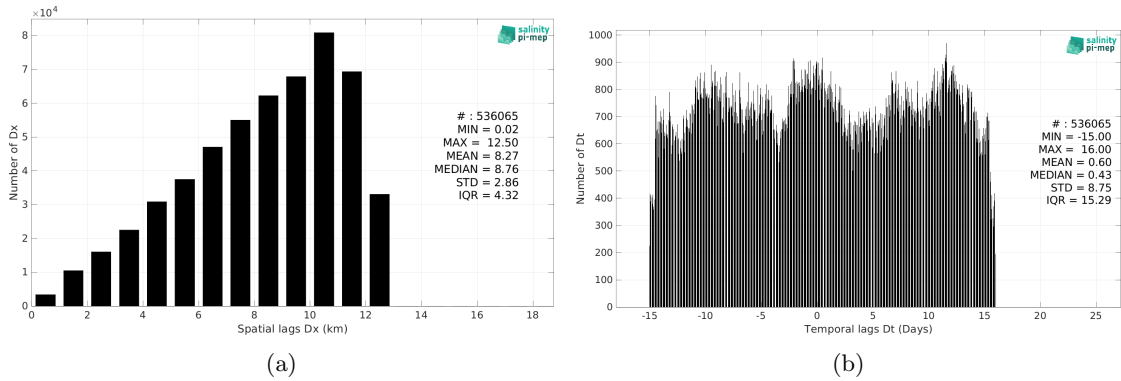 ×10⁴
8
7
6
5
4
3
2
1
0
Number of Dx
0 2 4 6 8 10 12 14 16 18
Spatial lags Dx (km)
salinity
pi-mep
# : 536065
MIN = 0.02
MAX = 12.50
MEAN = 8.27
MEDIAN = 8.76
STD = 2.86
IQR = 4.32
(a)
1000
900
800
700
600
500
400
300
200
100
0
Number of Dt
-15 -10 -5 0 5 10 15 20 25
Temporal lags Dt (Days)
salinity
pi-mep
# : 536065
MIN = -15.00
MAX = 16.00
MEAN = 0.60
MEDIAN = 0.43
STD = 8.75
IQR = 15.29
(b)